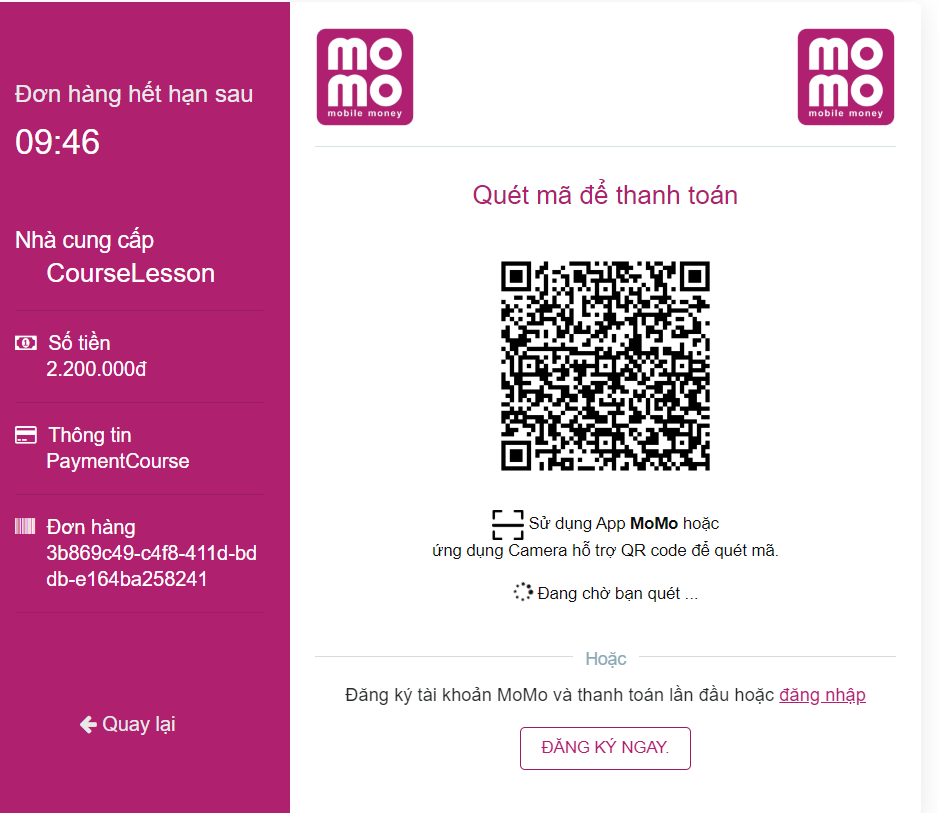 Đơn hàng hết hạn sau
09:46
Nhà cung cấp
CourseLesson
Số tiền
2.200.000đ
Thông tin
PaymentCourse
Đơn hàng
3b869c49-c4f8-411d-bd
db-e164ba258241
Quay lại
mo
mo
mobile money
mo
mo
mobile money
Quét mã để thanh toán
Sử dụng App MoMo hoặc
ứng dụng Camera hỗ trợ QR code để quét mã.
Đang chờ bạn quét ...
Hoặc
Đăng ký tài khoản MoMo và thanh toán lần đầu hoặc đăng nhập
ĐĂNG KÝ NGAY.